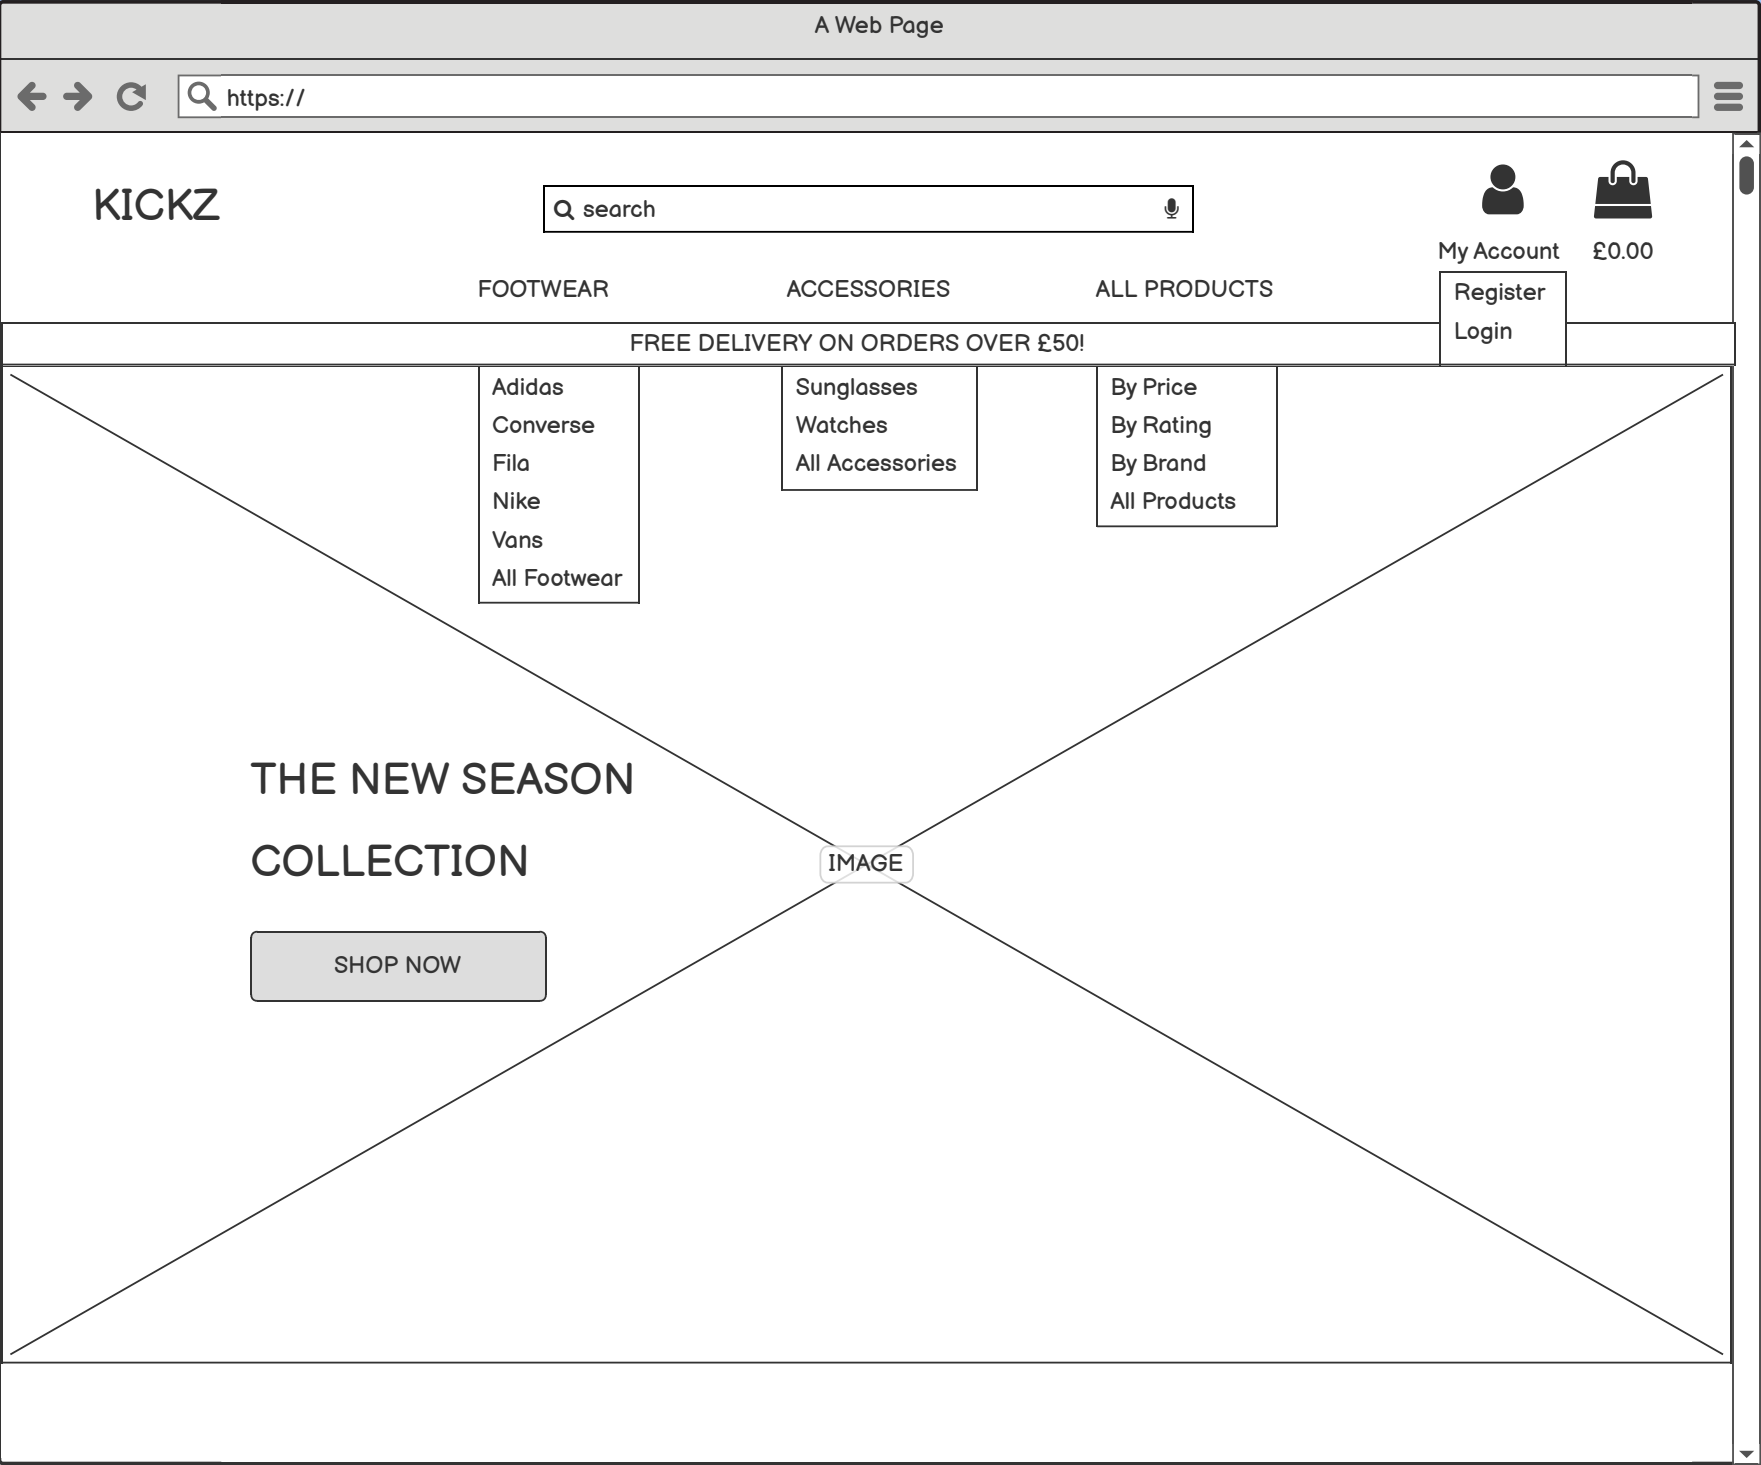 A Web Page
https://
KICKZ
search
My Account
£0.00
Register
Login
FOOTWEAR
ACCESSORIES
ALL PRODUCTS
FREE DELIVERY ON ORDERS OVER £50!
Adidas
Converse
Fila
Nike
Vans
All Footwear
Sunglasses
Watches
All Accessories
By Price
By Rating
By Brand
All Products
THE NEW SEASON
COLLECTION
IMAGE
SHOP NOW